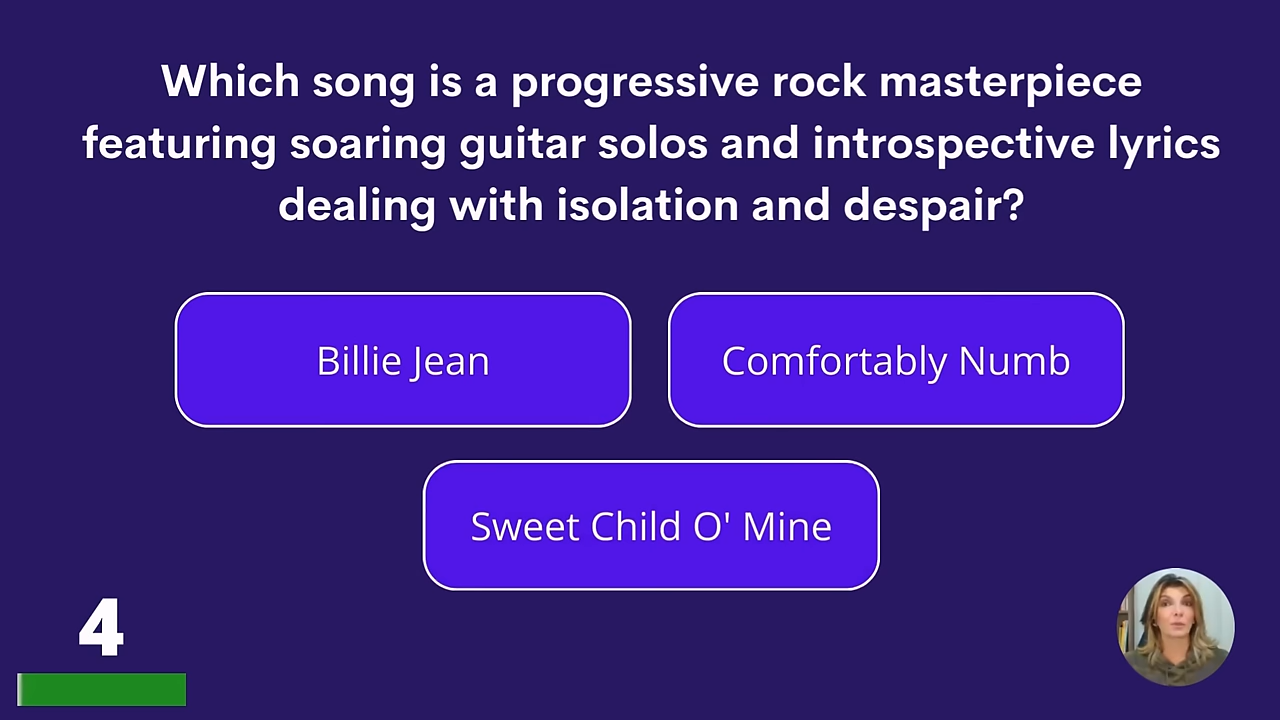 Which song is a progressive rock masterpiece
featuring soaring guitar solos and introspective lyrics
dealing with isolation and despair?
Billie Jean
Comfortably Numb
Sweet Child O' Mine
4